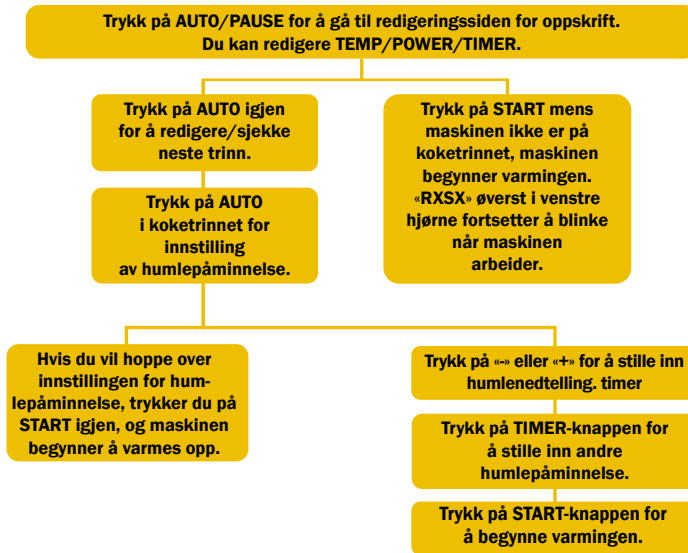 Trykk på AUTO/PAUSE for å gå til redigeringssiden for oppskrift.
Du kan redigere TEMP/POWER/TIMER.
Trykk på AUTO igjen
for å redigere/sjekke
neste trinn.
Trykk på START mens
maskinen ikke er på
koketrinnet, maskinen
begynner varmingen.
«RXSX» øverst i venstre
hjørne fortsetter å blinke
når maskinen
arbeider.
Trykk på AUTO
i koketrinnet for
innstilling
av humlepåminnelse.
Hvis du vil hoppe over
innstillingen for hum-
lepåminnelse, trykker du på
START igjen, og maskinen
begynner å varmes opp.
Trykk på «-» eller «+» for å stille inn
humlenedtelling. timer
Trykk på TIMER-knappen for
å stille inn andre
humlepåminnelse.
Trykk på START-knappen for
å begynne varmingen.